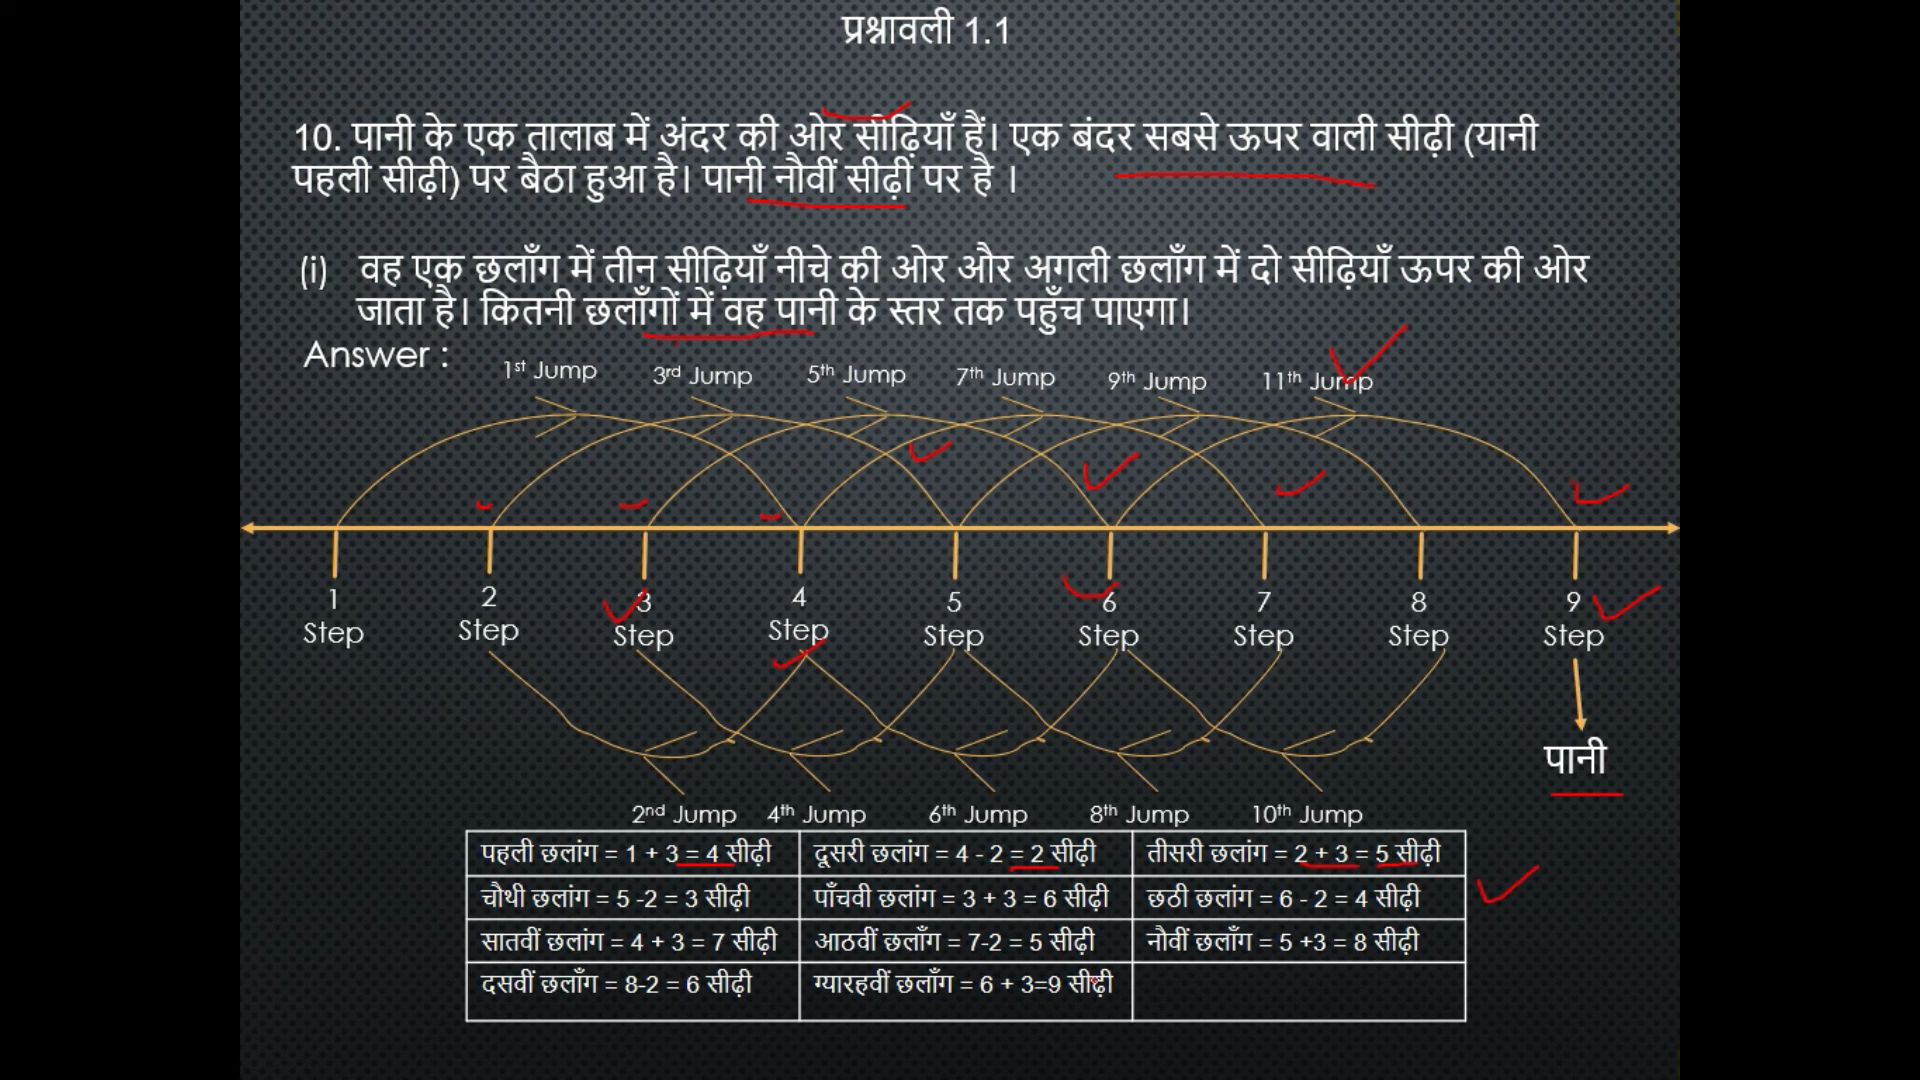 प्रश्नावली 1.1
10. पानी के एक तालाब में अंदर की ओर सीढ़ियाँ हैं। एक बंदर सबसे ऊपर वाली सीढ़ी (यानी
पहली सीढ़ी) पर बैठा हुआ है। पानी नौवीं सीढ़ी पर है ।
(i) वह एक छलाँग में तीन सीढ़ियाँ नीचे की ओर और अगली छलाँग में दो सीढ़ियाँ ऊपर की ओर
जाता है। कितनी छलाँगों में वह पानी के स्तर तक पहुँच पाएगा।
Answer :
1st Jump 3rd Jump 5th Jump 7th Jump 9th Jump 11th Jump
1 2 3 4 5 6 7 8 9
Step Step Step Step Step Step Step Step Step
पानी
2nd Jump 4th Jump 6th Jump 8th Jump 10th Jump
पहली छलांग = 1 + 3 = 4 सीढ़ी दूसरी छलांग = 4 - 2 = 2 सीढ़ी तीसरी छलांग = 2 + 3 = 5 सीढ़ी
चौथी छलांग = 5 -2 = 3 सीढ़ी पाँचवी छलांग = 3 + 3 = 6 सीढ़ी छठी छलांग = 6 - 2 = 4 सीढ़ी
सातवीं छलांग = 4 + 3 = 7 सीढ़ी आठवीं छलाँग = 7-2 = 5 सीढ़ी नौवीं छलाँग = 5 +3 = 8 सीढ़ी
दसवीं छलाँग = 8-2 = 6 सीढ़ी ग्यारहवीं छलाँग = 6 + 3=9 सीढ़ी